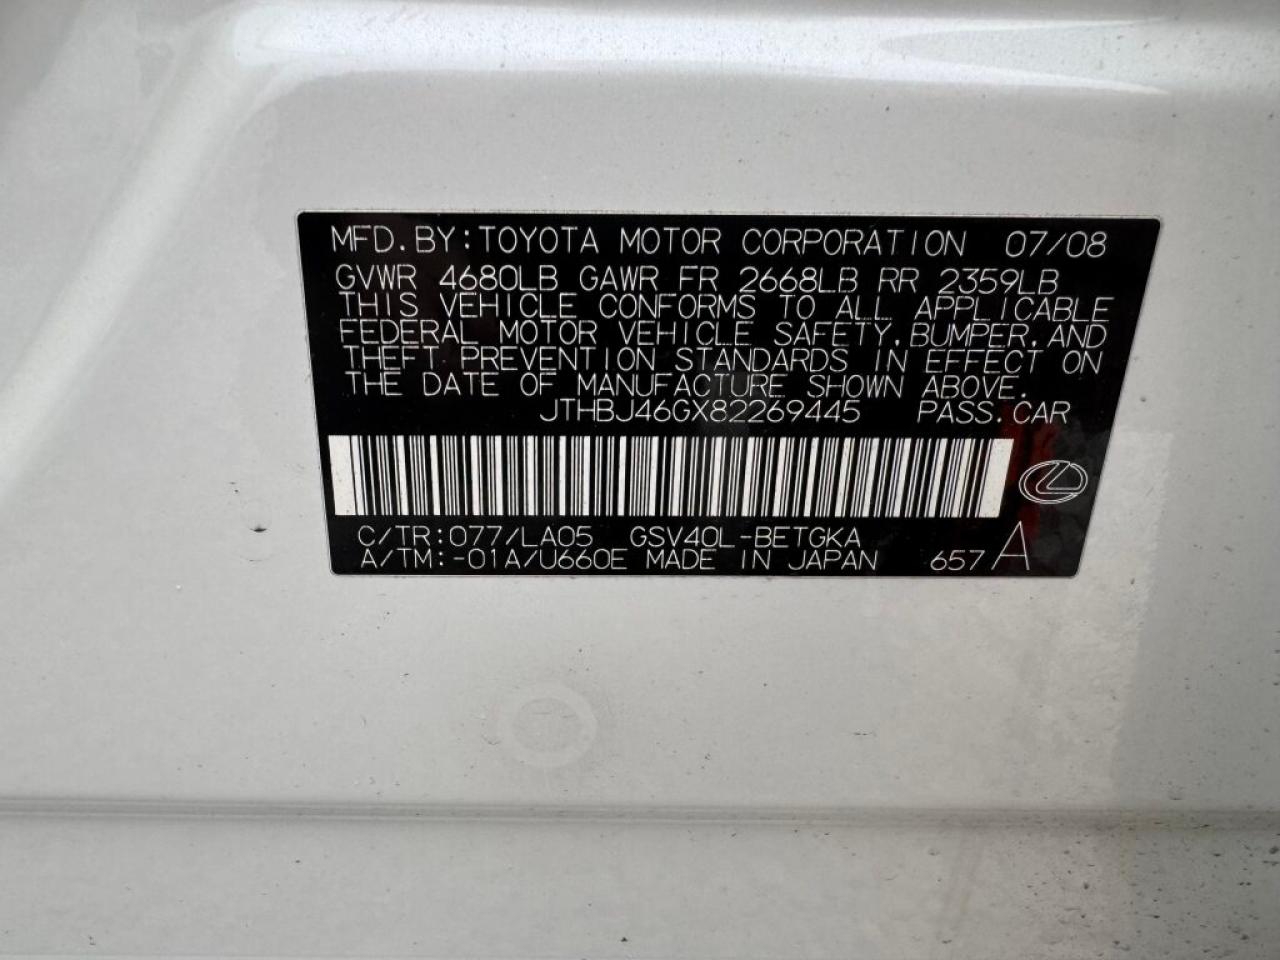 MFD.BY:TOYOTA MOTOR CORPORATION 07/08
GVWR 4680LB GAWR FR 2668LB RR 2359LB
THIS VEHICLE CONFORMS TO ALL APPLICABLE
FEDERAL MOTOR VEHICLE SAFETY,BUMPER,AND
THEFT PREVENTION STANDARDS IN EFFECT ON
THE DATE OF MANUFACTURE SHOWN ABOVE.
JTHBJ46GX82269445 PASS.CAR
C/TR:077/LA05 GSV40L-BETGKA
A/TM:-01A/U660E MADE IN JAPAN 657A